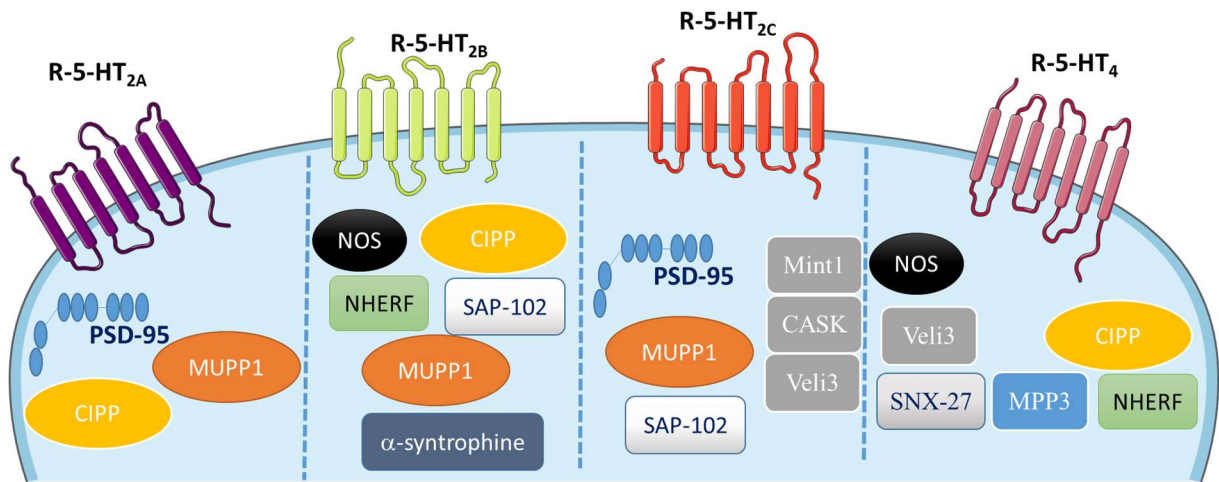 R-5-HT2A
R-5-HT2B
R-5-HT2C
R-5-HT4
PSD-95
MUPP1
CIPP
NOS
CIPP
NHERF
SAP-102
MUPP1
α-syntrophine
PSD-95
Mint1
MUPP1
CASK
Veli3
SAP-102
NOS
Veli3
CIPP
SNX-27
MPP3
NHERF